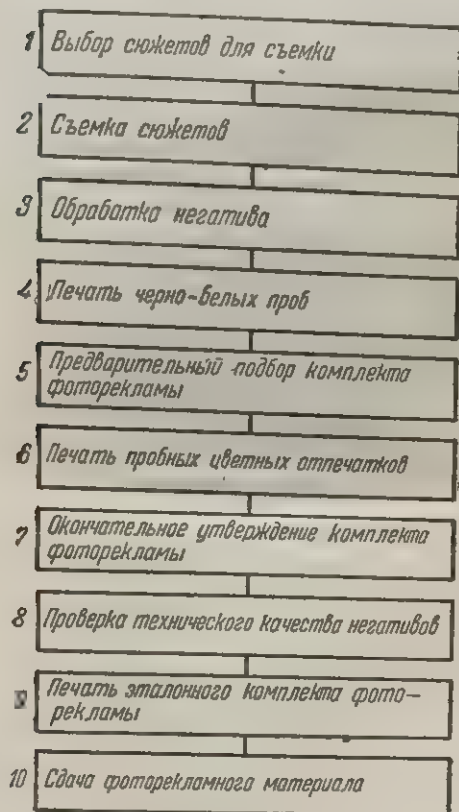 1 Выбор сюжетов для съемки
2 Съемка сюжетов
3 Обработка негатива
4 Печать черно-белых проб
5 Предварительный подбор комплекта
фоторекламы
6 Печать пробных цветных отпечатков
7 Окончательное утверждение комплекта
фоторекламы
8 Проверка технического качества негативов
Печать эталонного комплекта фото-
рекламы
10 Сдача фоторекламного материала